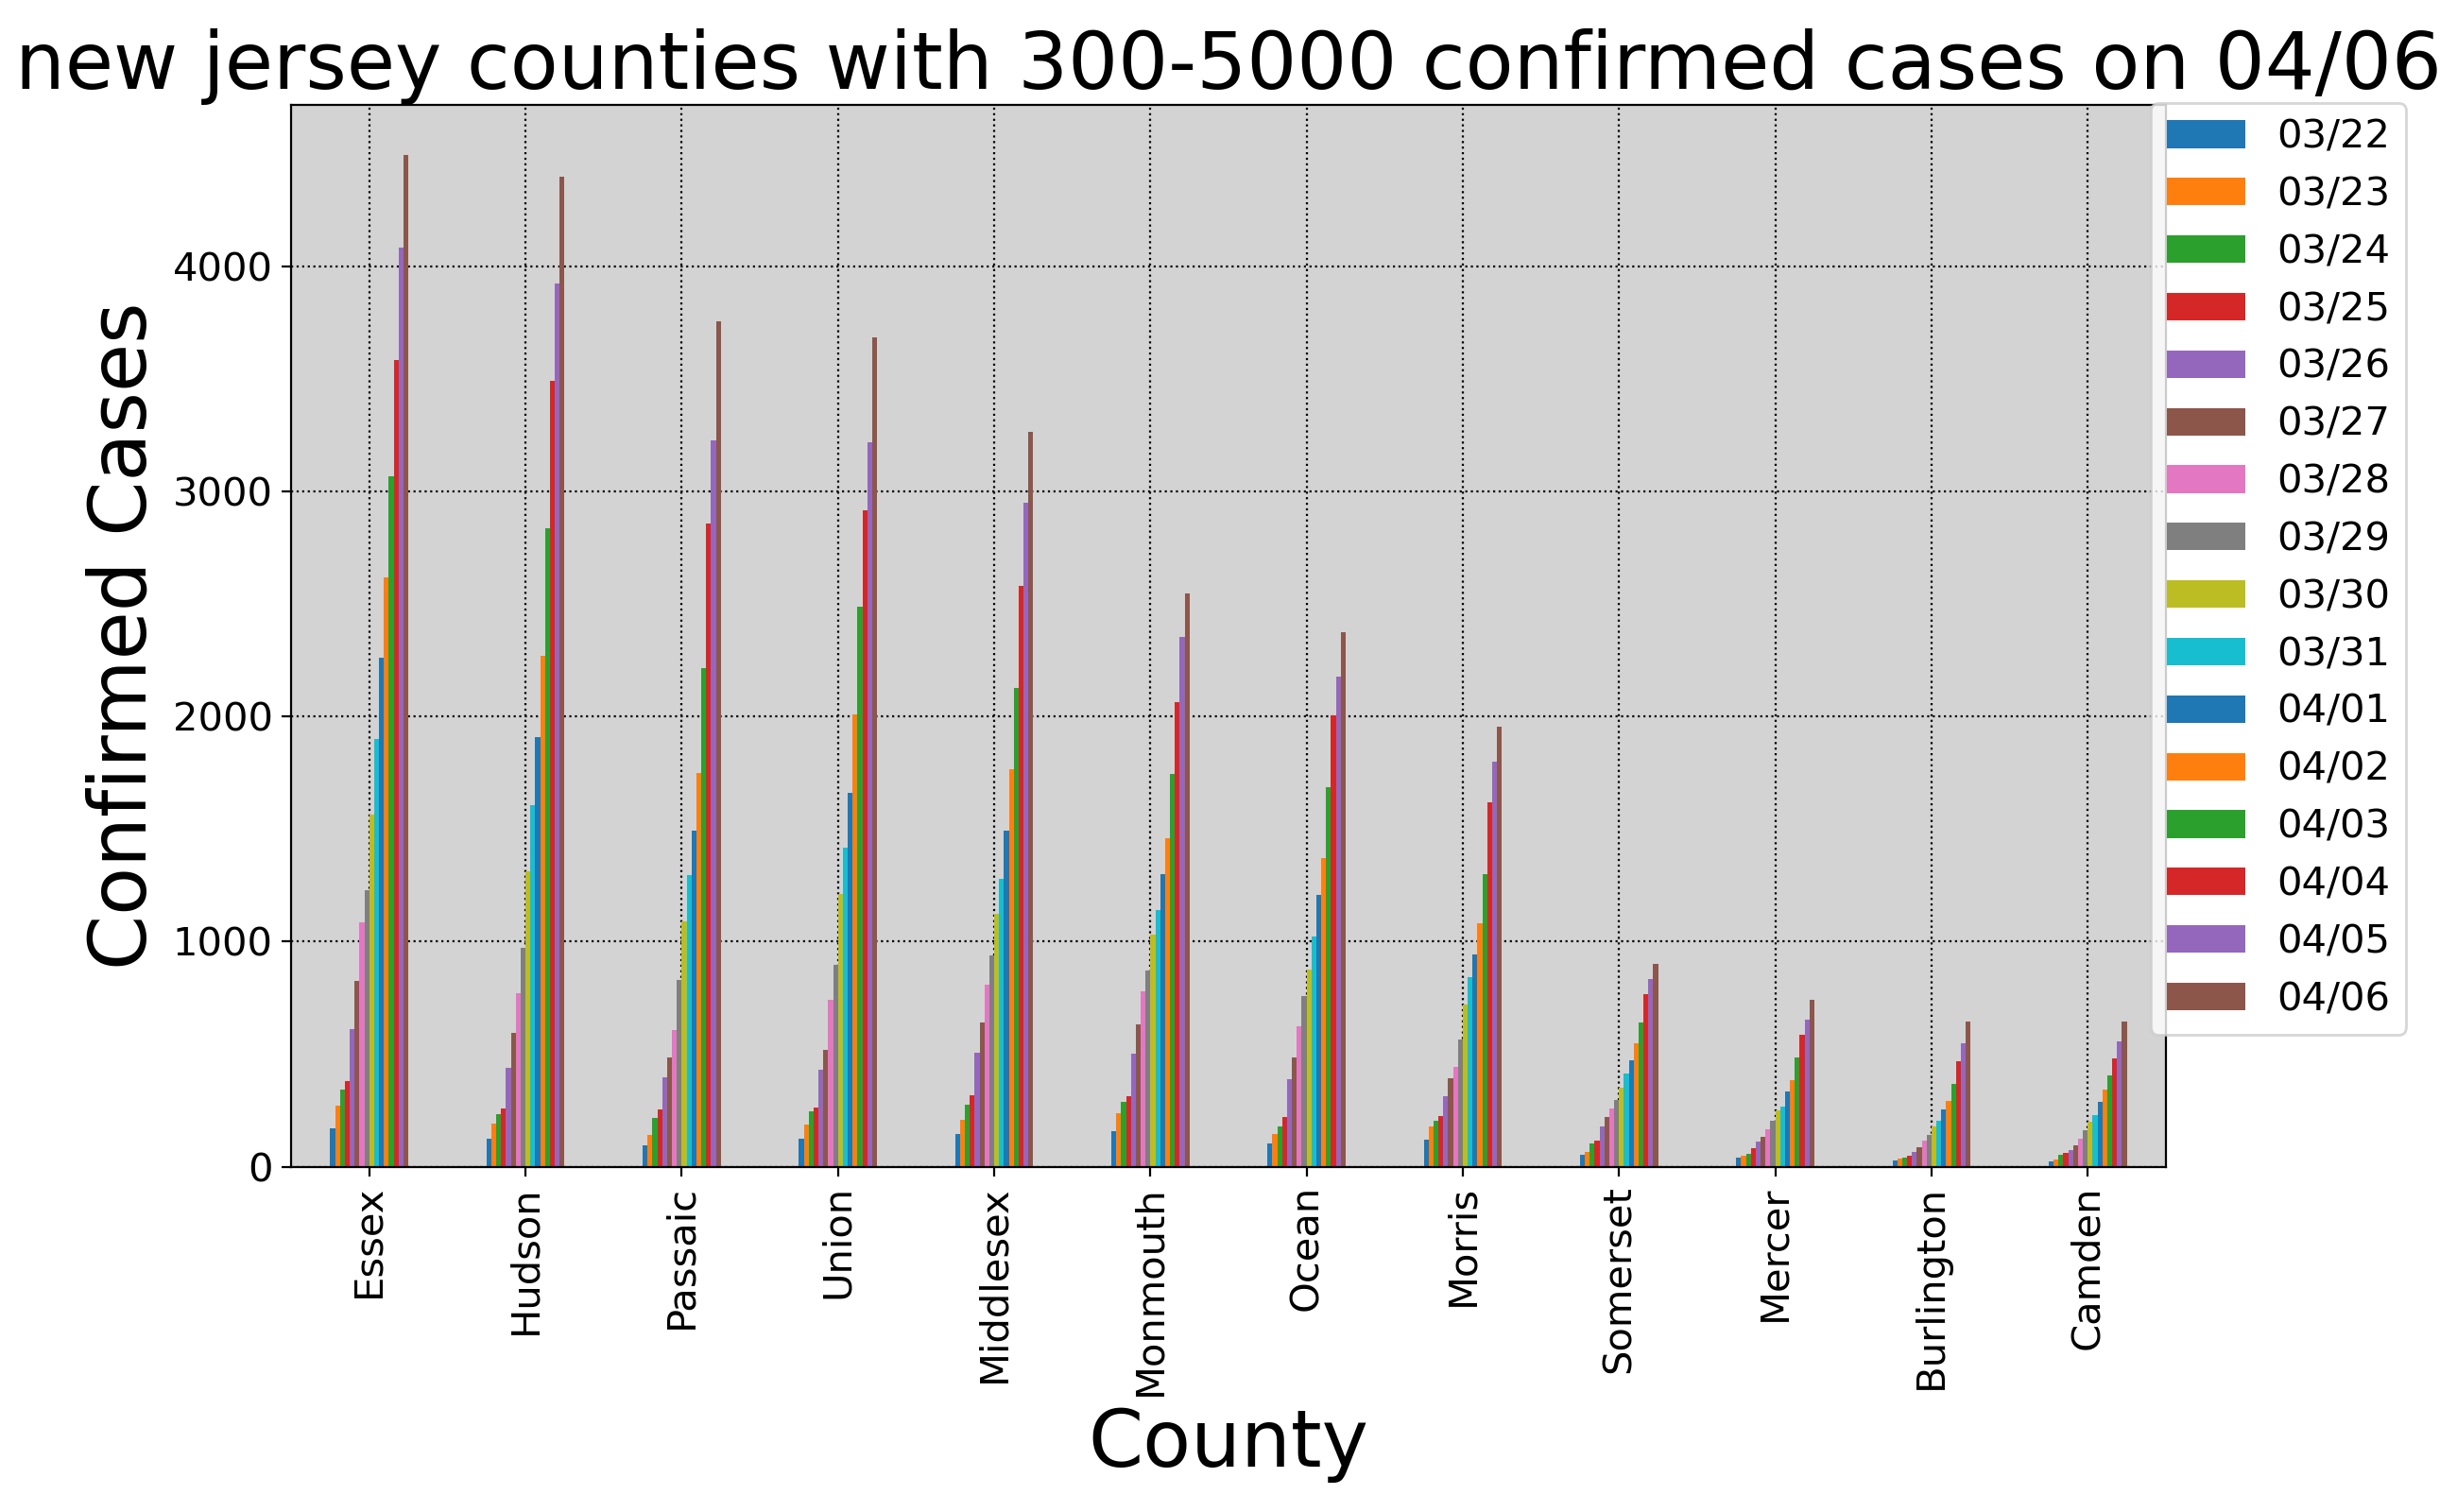 new jersey counties with 300-5000 confirmed cases on 04/06
Confirmed Cases
4000
3000
2000
1000
0
Essex
Hudson
Passaic
Union
Middlesex
Monmouth
Ocean
Morris
Somerset
Mercer
Burlington
Camden
County
03/22
03/23
03/24
03/25
03/26
03/27
03/28
03/29
03/30
03/31
04/01
04/02
04/03
04/04
04/05
04/06